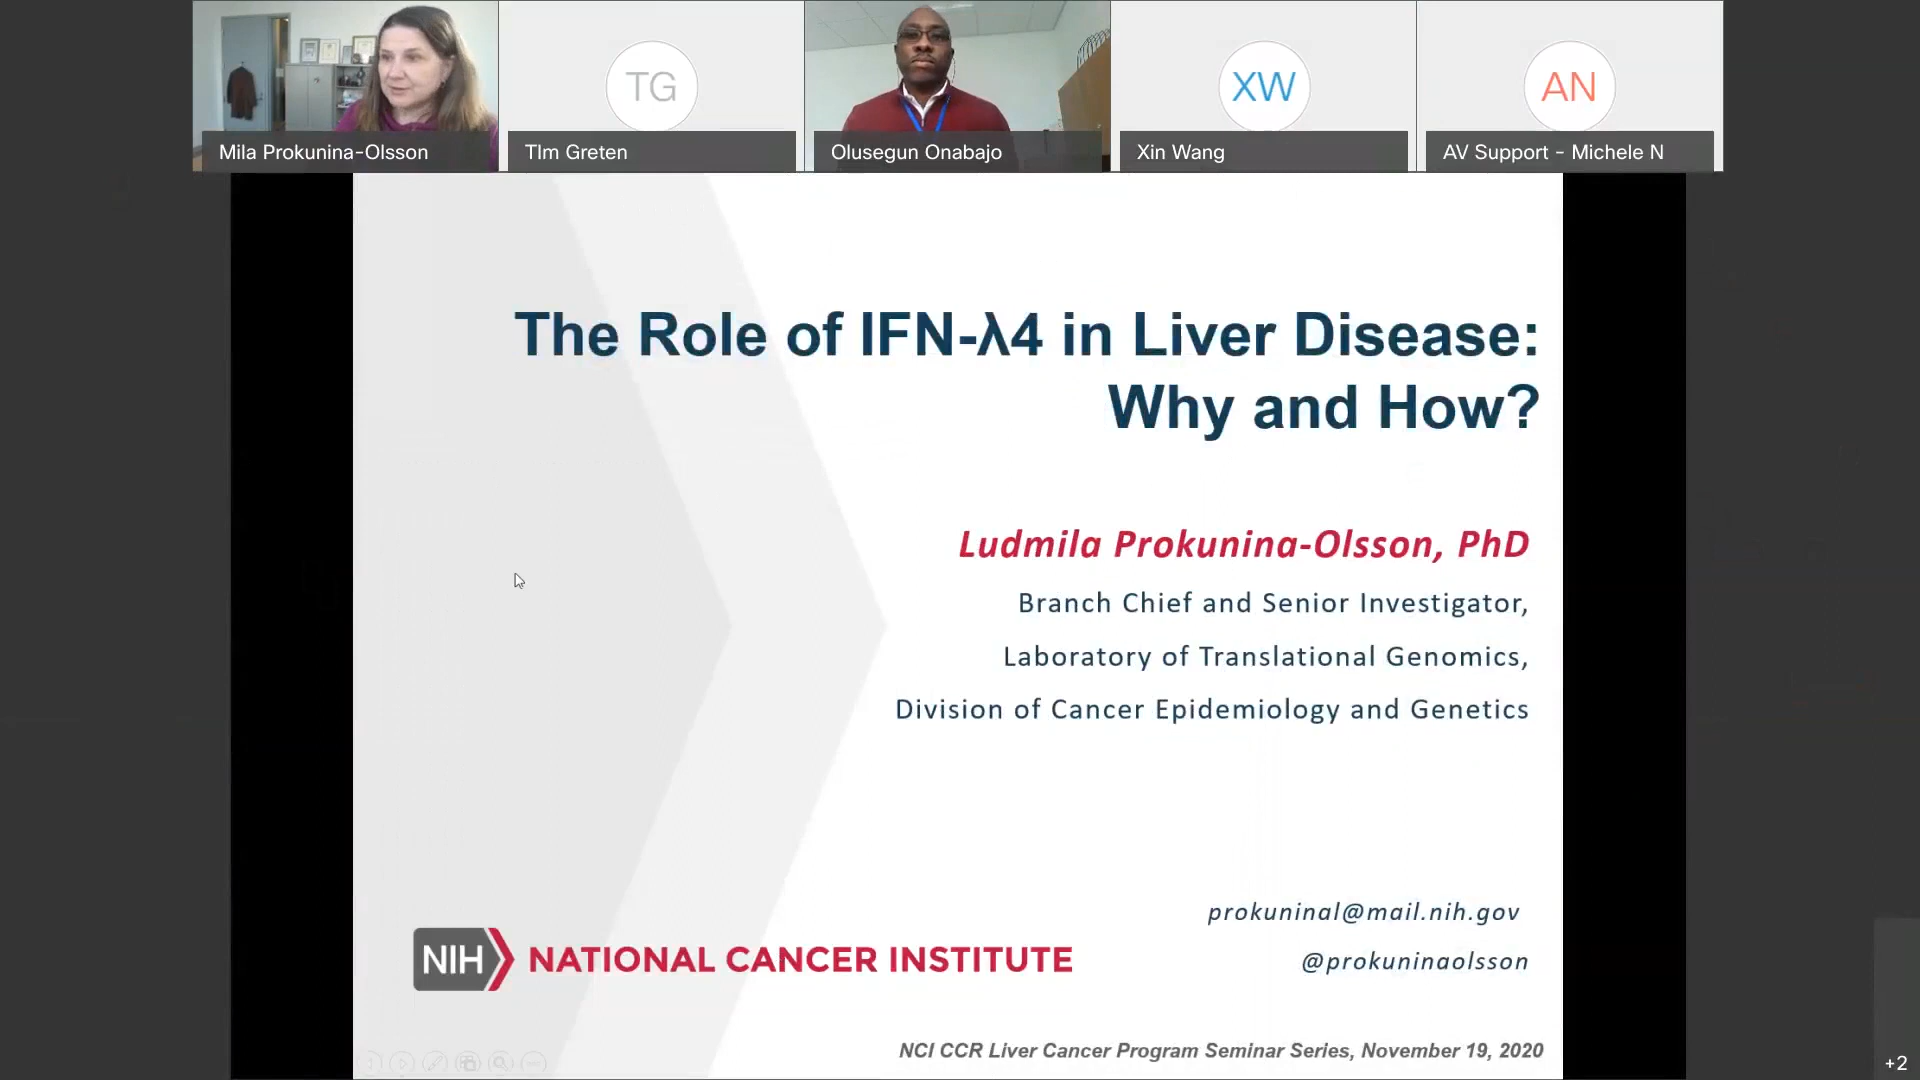 TG
XW
AN
Mila Prokunina-Olsson
TIm Greten
Olusegun Onabajo
Xin Wang
AV Support - Michele N
The Role of IFN-λ4 in Liver Disease:
Why and How?
Ludmila Prokunina-Olsson, PhD
Branch Chief and Senior Investigator,
Laboratory of Translational Genomics,
Division of Cancer Epidemiology and Genetics
prokuninal@mail.nih.gov
NIH NATIONAL CANCER INSTITUTE
@prokuninaolsson
NCI CCR Liver Cancer Program Seminar Series, November 19, 2020
+2